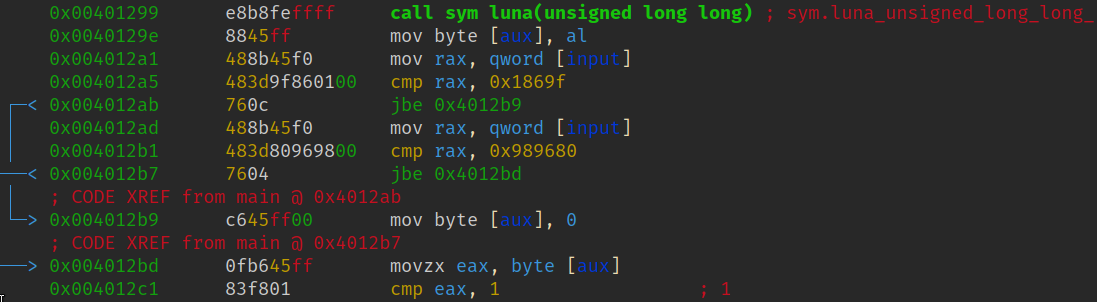 0x00401299 e8b8feffff call sym luna(unsigned long long) ; sym.luna_unsigned_long_long_
0x0040129e 8845ff mov byte [aux], al
0x004012a1 488b45f0 mov rax, qword [input]
0x004012a5 483d9f860100 cmp rax, 0x1869f
0x004012ab 760c jbe 0x4012b9
0x004012ad 488b45f0 mov rax, qword [input]
0x004012b1 483d80969800 cmp rax, 0x989680
0x004012b7 7604 jbe 0x4012bd
; CODE XREF from main @ 0x4012ab
0x004012b9 c645ff00 mov byte [aux], 0
; CODE XREF from main @ 0x4012b7
0x004012bd 0fb645ff movzx eax, byte [aux]
0x004012c1 83f801 cmp eax, 1 ; 1